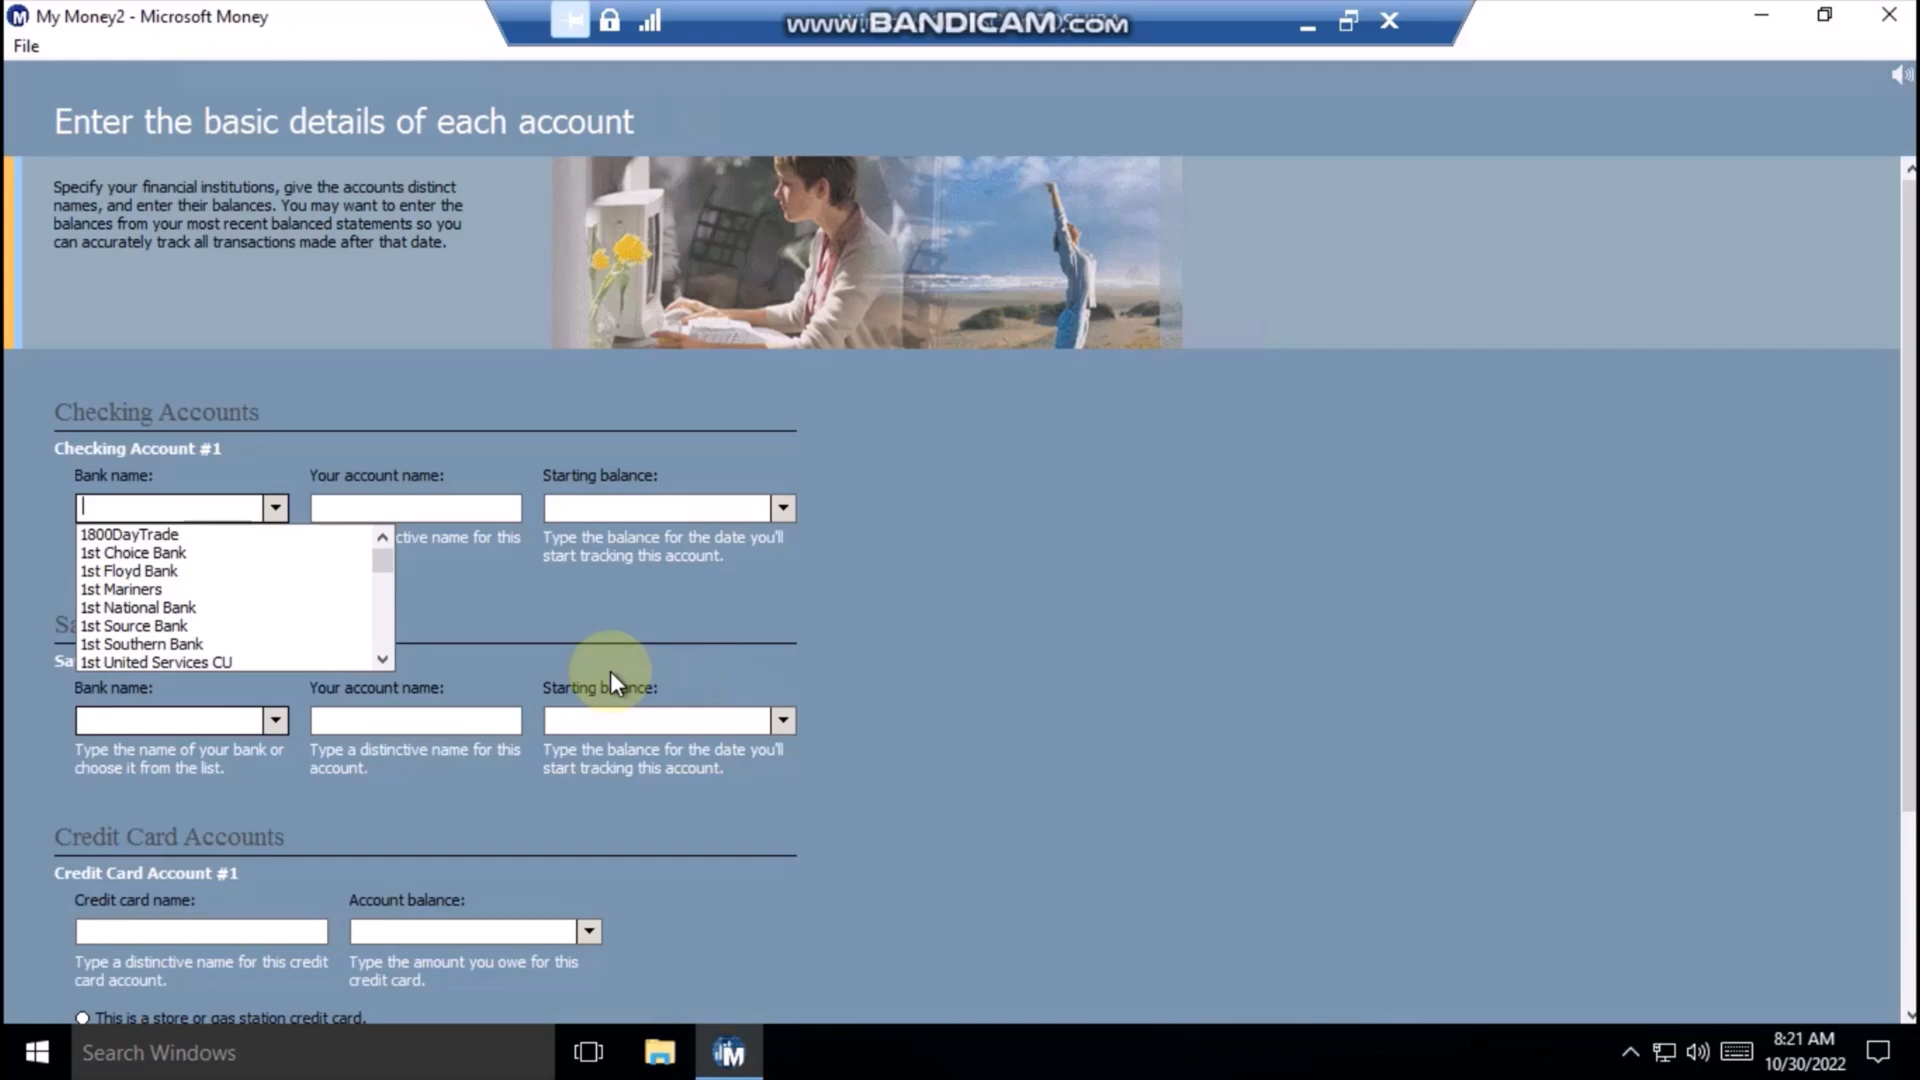 My Money2 - Microsoft Money
www.BANDICAM.com
File
Enter the basic details of each account
Specify your financial institutions, give the accounts distinct
names, and enter their balances. You may want to enter the
balances from your most recent balanced statements so you
can accurately track all transactions made after that date.
Checking Accounts
Checking Account #1
Bank name:
Your account name:
Starting balance:
1800DayTrade
1st Choice Bank
1st Floyd Bank
1st Mariners
1st National Bank
1st Source Bank
1st Southern Bank
1st United Services CU
ctive name for this
Type the balance for the date you'll
start tracking this account.
Sa
Sa
Bank name:
Your account name:
Starting balance:
Type the name of your bank or
choose it from the list.
Type a distinctive name for this
account.
Type the balance for the date you'll
start tracking this account.
Credit Card Accounts
Credit Card Account #1
Credit card name:
Account balance:
Type a distinctive name for this credit
card account.
Type the amount you owe for this
credit card.
This is a store or gas station credit card.
Search Windows
8:21 AM
10/30/2022